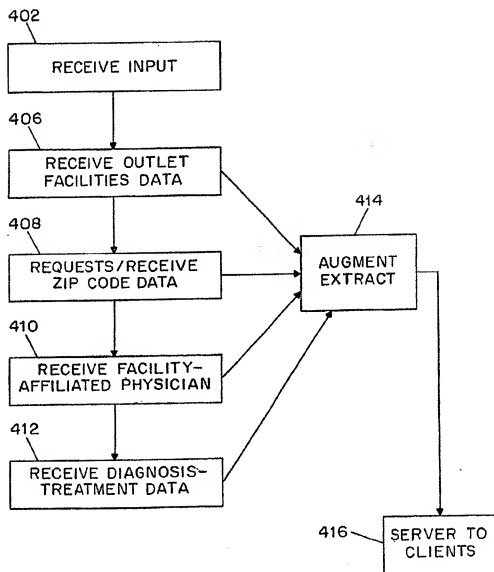 402
RECEIVE INPUT
406
RECEIVE OUTLET
FACILITIES DATA
408
REQUESTS/RECEIVE
ZIP CODE DATA
410
RECEIVE FACILITY-
AFFILIATED PHYSICIAN
412
RECEIVE DIAGNOSIS-
TREATMENT DATA
414
AUGMENT
EXTRACT
416
SERVER TO
CLIENTS